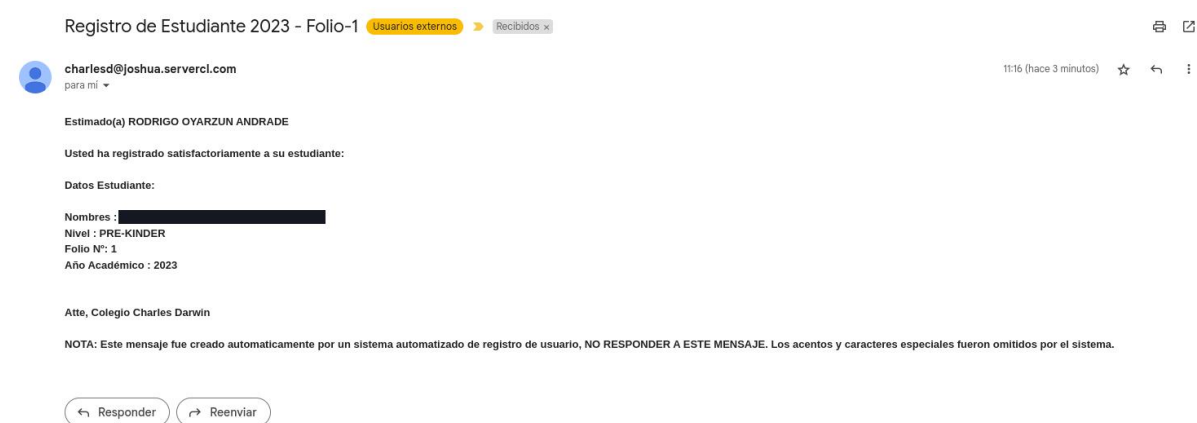 Registro de Estudiante 2023 - Folio-1 Usuarios externos Recibidos ×
charlesd@joshua.servercl.com 11:16 (hace 3 minutos)
para mí
Estimado(a) RODRIGO OYARZUN ANDRADE
Usted ha registrado satisfactoriamente a su estudiante:
Datos Estudiante:
Nombres :
Nivel : PRE-KINDER
Folio Nº: 1
Año Académico : 2023
Atte, Colegio Charles Darwin
NOTA: Este mensaje fue creado automaticamente por un sistema automatizado de registro de usuario, NO RESPONDER A ESTE MENSAJE. Los acentos y caracteres especiales fueron omitidos por el sistema.
Responder Reenviar